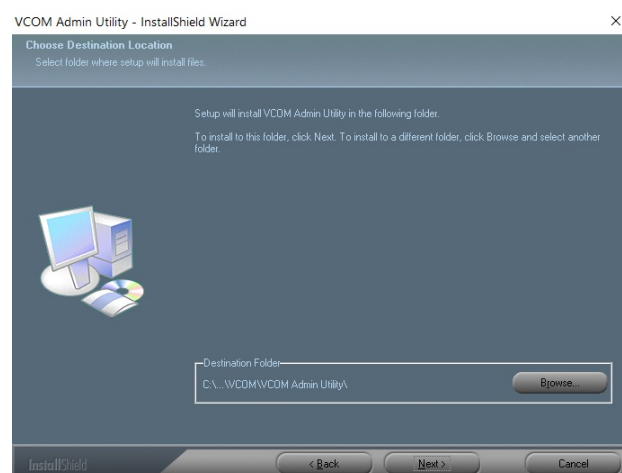 VCOM Admin Utility - InstallShield Wizard
Choose Destination Location
Select folder where setup will install files.
Setup will install VCOM Admin Utility in the following folder.
To install to this folder, click Next. To install to a different folder, click Browse and select another
folder.
Destination Folder
C:\...\VCOM\VCOM Admin Utility\
Browse...
InstallShield
< Back
Next >
Cancel